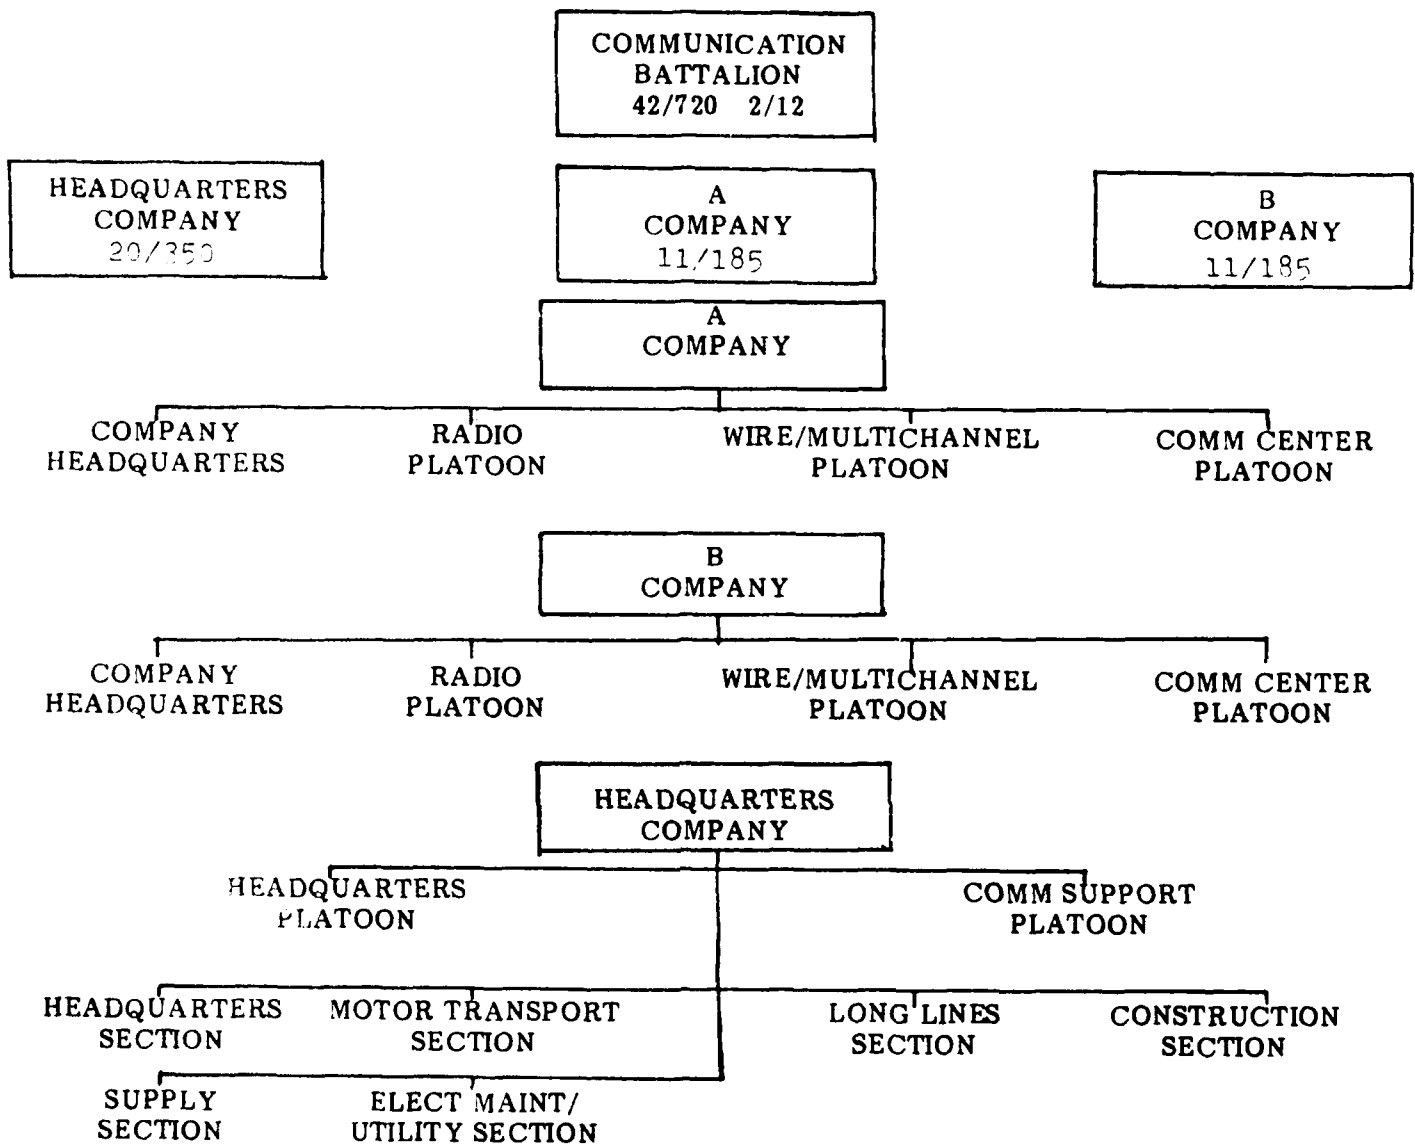 COMMUNICATION
BATTALION
42/720 2/12
HEADQUARTERS
COMPANY
20/350
A
COMPANY
11/185
B
COMPANY
11/185
A
COMPANY
COMPANY
HEADQUARTERS
RADIO
PLATOON
WIRE/MULTICHANNEL
PLATOON
COMM CENTER
PLATOON
B
COMPANY
COMPANY
HEADQUARTERS
RADIO
PLATOON
WIRE/MULTICHANNEL
PLATOON
COMM CENTER
PLATOON
HEADQUARTERS
COMPANY
HEADQUARTERS
PLATOON
COMM SUPPORT
PLATOON
HEADQUARTERS
SECTION
MOTOR TRANSPORT
SECTION
LONG LINES
SECTION
CONSTRUCTION
SECTION
SUPPLY
SECTION
ELECT MAINT/
UTILITY SECTION